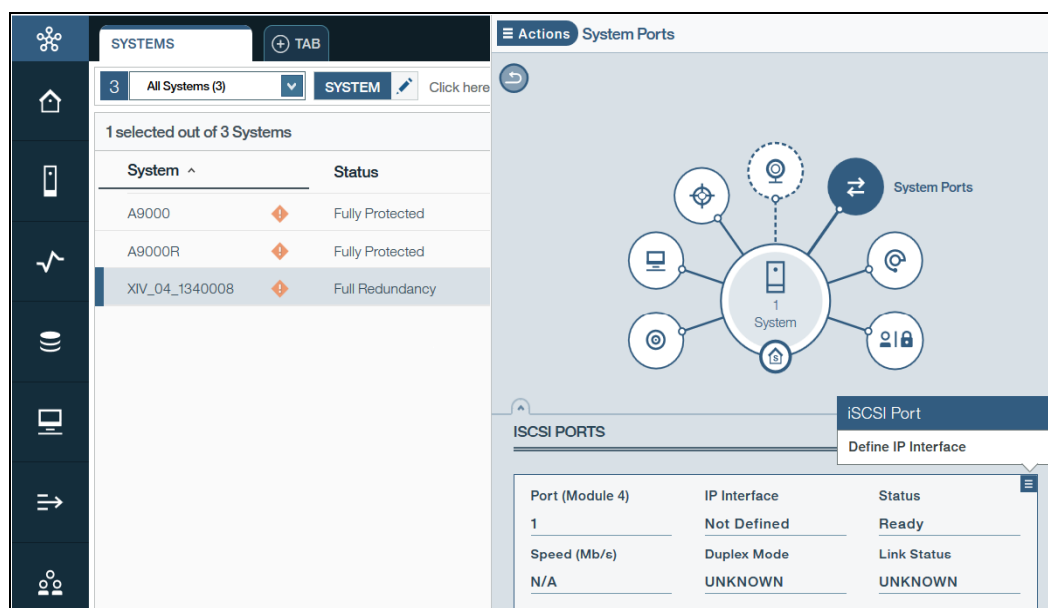 SYSTEMS
TAB
Actions
System Ports
3
All Systems (3)
SYSTEM
Click here
1 selected out of 3 Systems
System
Status
A9000
Fully Protected
A9000R
Fully Protected
XIV_04_1340008
Full Redundancy
System Ports
1
System
S
iSCSI Port
Define IP Interface
ISCSI PORTS
Port (Module 4)
IP Interface
Status
1
Not Defined
Ready
Speed (Mb/s)
Duplex Mode
Link Status
N/A
UNKNOWN
UNKNOWN